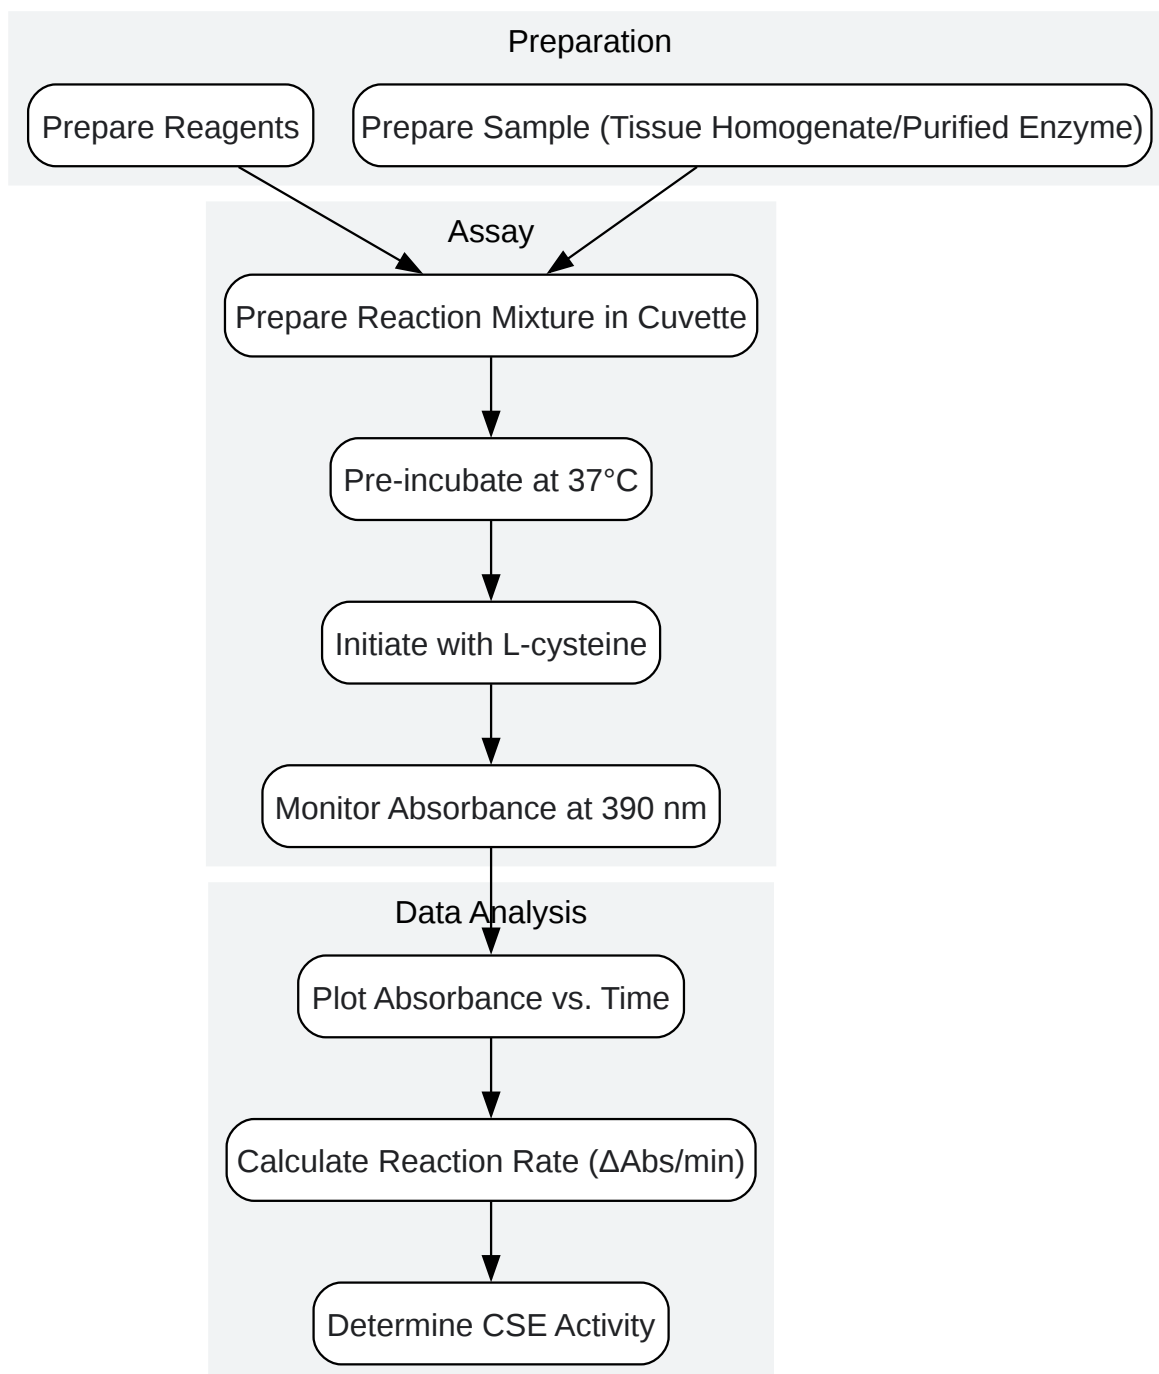 Preparation
Prepare Reagents
Prepare Sample (Tissue Homogenate/Purified Enzyme)
Assay
Prepare Reaction Mixture in Cuvette
Pre-incubate at 37°C
Initiate with L-cysteine
Monitor Absorbance at 390 nm
Data Analysis
Plot Absorbance vs. Time
Calculate Reaction Rate (ΔAbs/min)
Determine CSE Activity